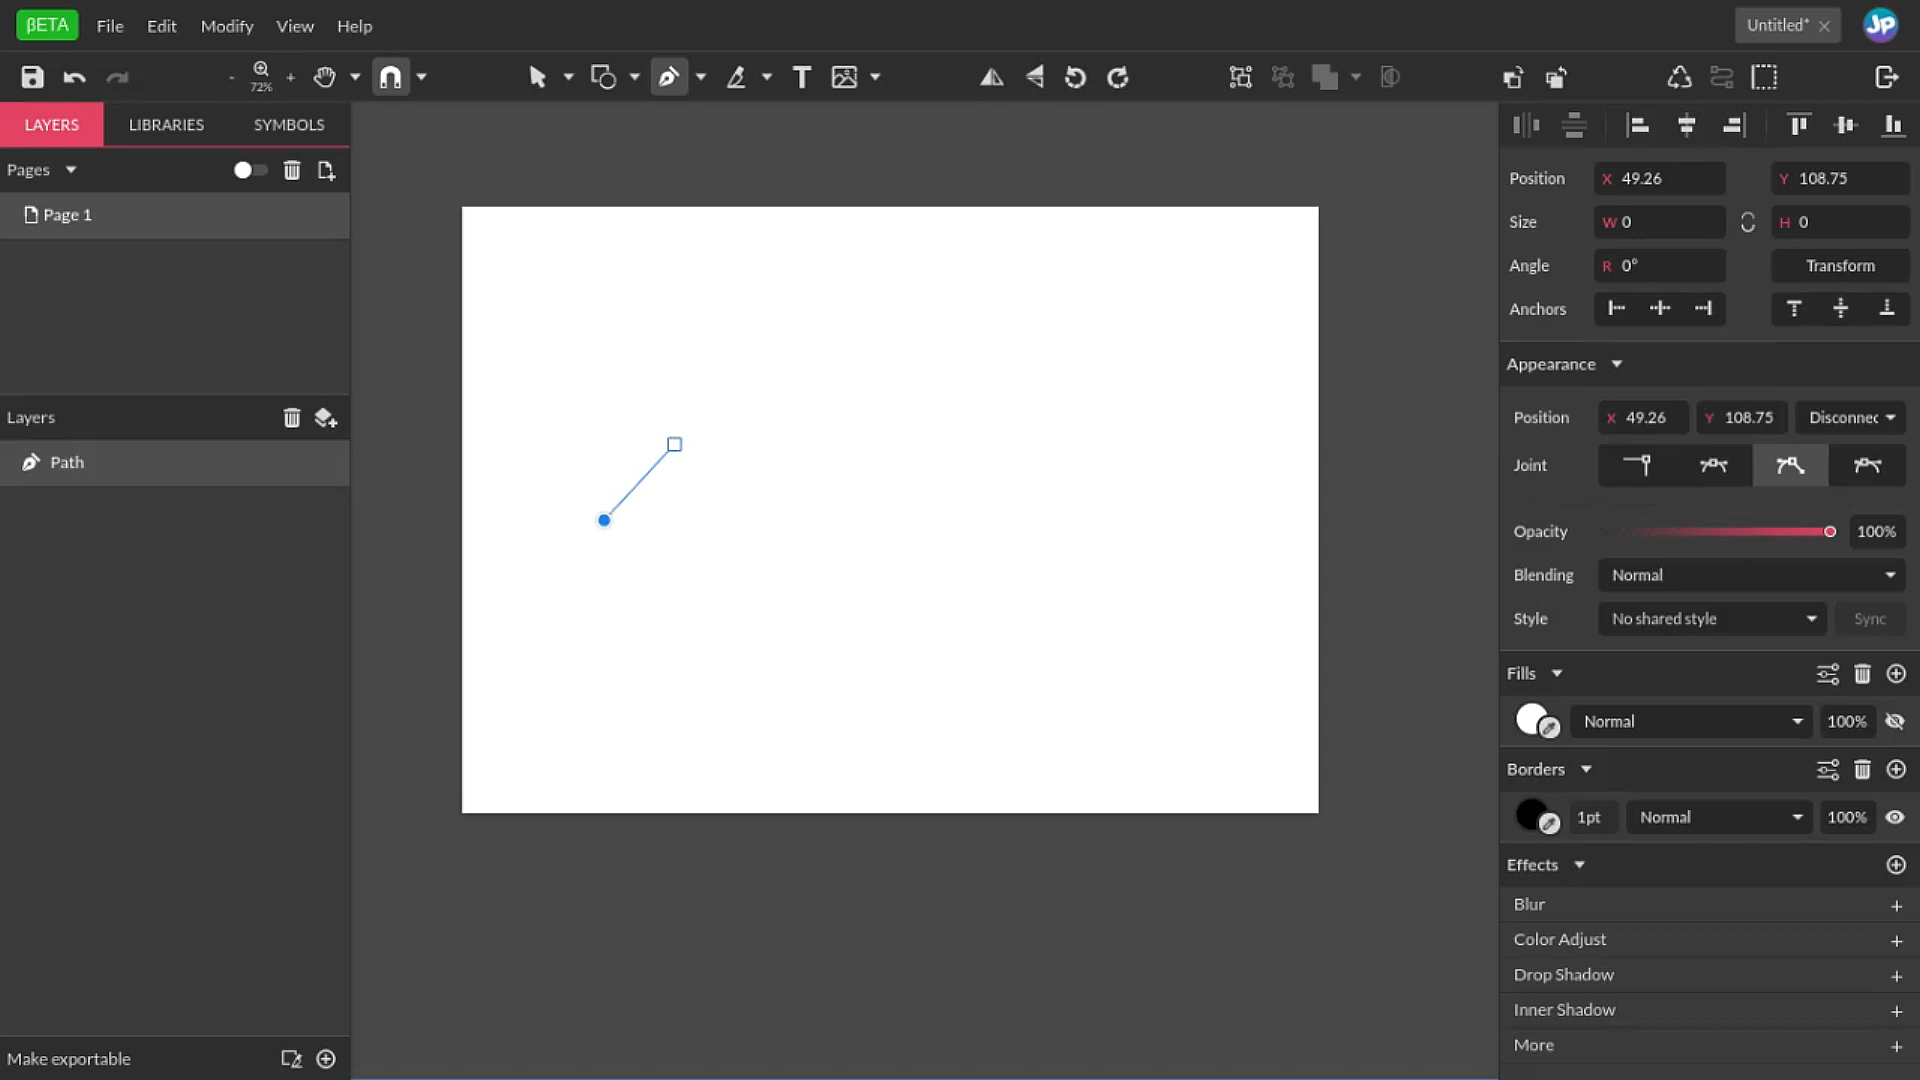 βETA File Edit Modify View Help
Untitled* ×
JP
- 72% +
T
LAYERS LIBRARIES SYMBOLS
Pages
Page 1
Layers
Path
Make exportable
Position X 49.26 Y 108.75
Size W 0 H 0
Angle R 0° Transform
Anchors
Appearance
Position X 49.26 Y 108.75 Disconnec
Joint
Opacity 100%
Blending Normal
Style No shared style Sync
Fills
Normal 100%
Borders
1pt Normal 100%
Effects
Blur +
Color Adjust +
Drop Shadow +
Inner Shadow +
More +